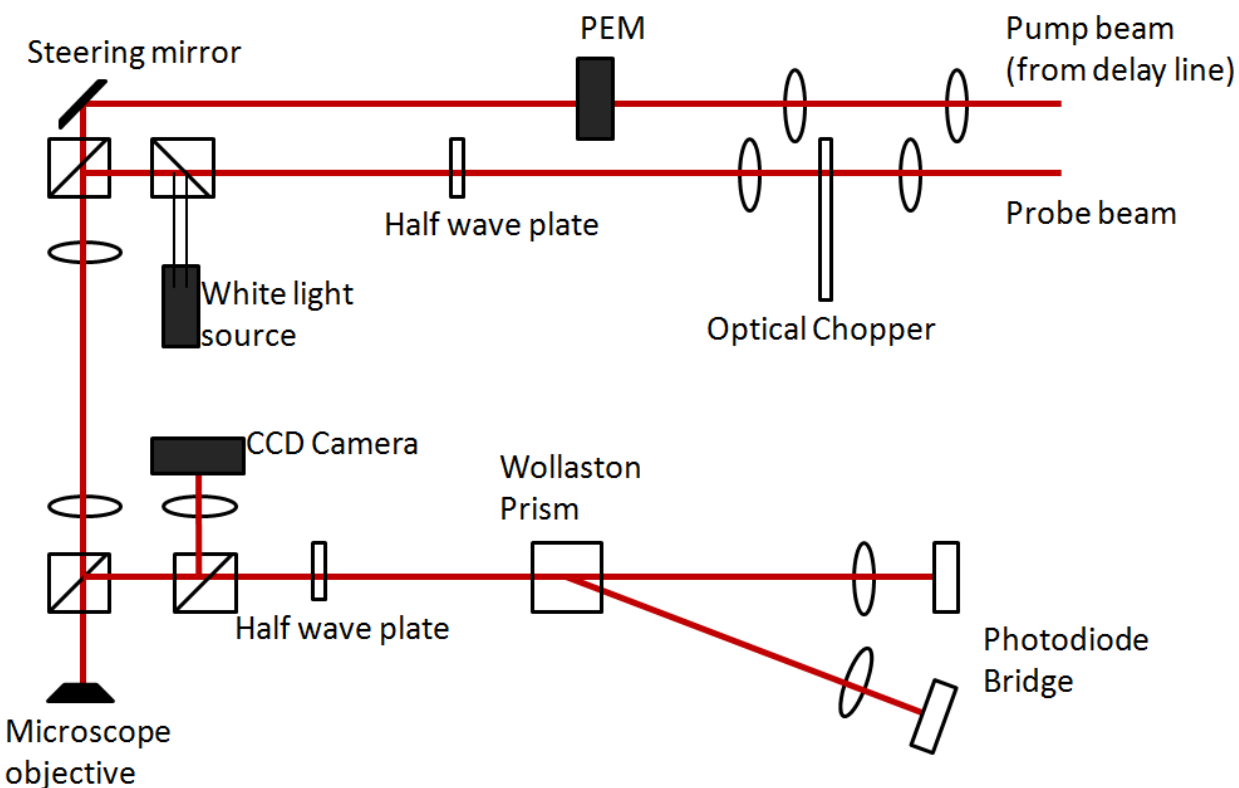 Steering mirror
PEM
Pump beam
(from delay line)
Half wave plate
Probe beam
White light
source
Optical Chopper
CCD Camera
Wollaston
Prism
Half wave plate
Photodiode
Bridge
Microscope
objective